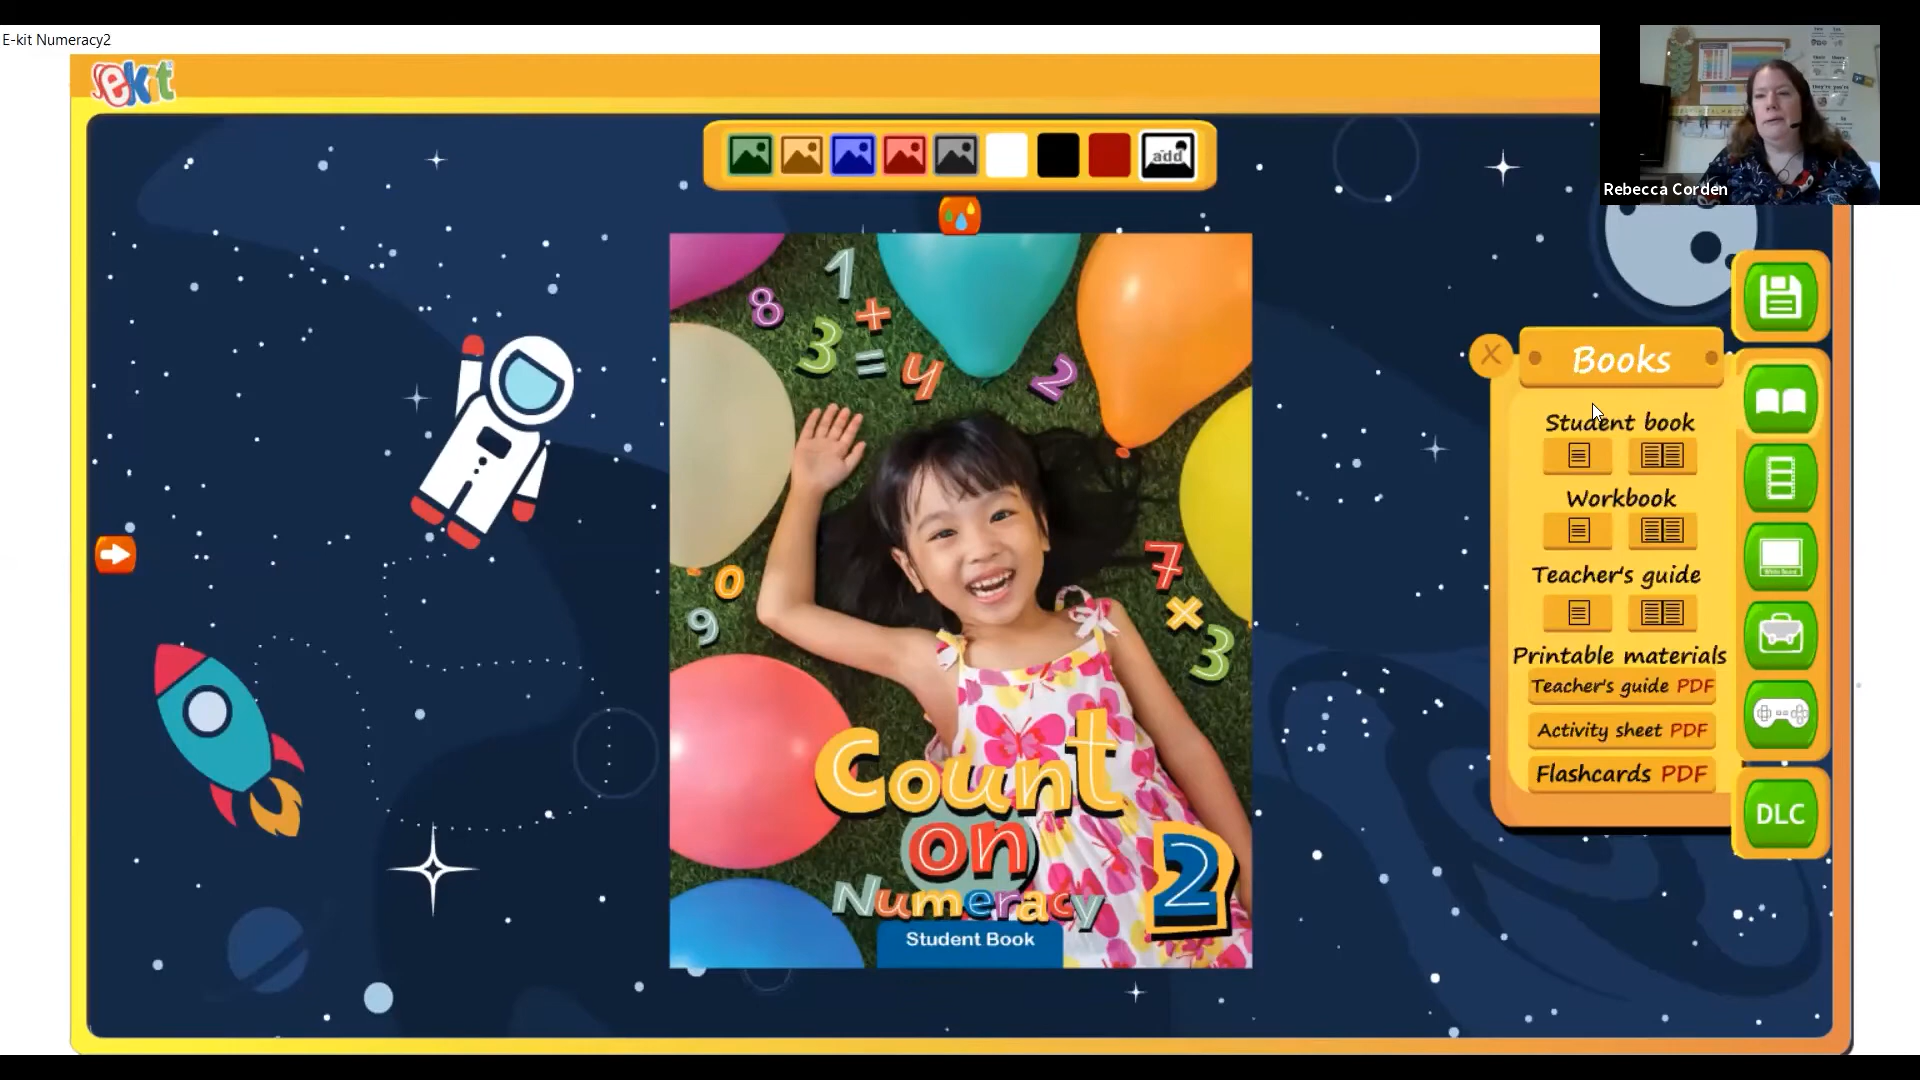 E-kit Numeracy2
ekit
add
Rebecca Corden
8
1
3 + = 4
2
0
9
7
×
3
Count
on
Numeracy
2
Student Book
X
Books
Student book
Workbook
Teacher's guide
Printable materials
Teacher's guide PDF
Activity sheet PDF
Flashcards PDF
White Board
DLC